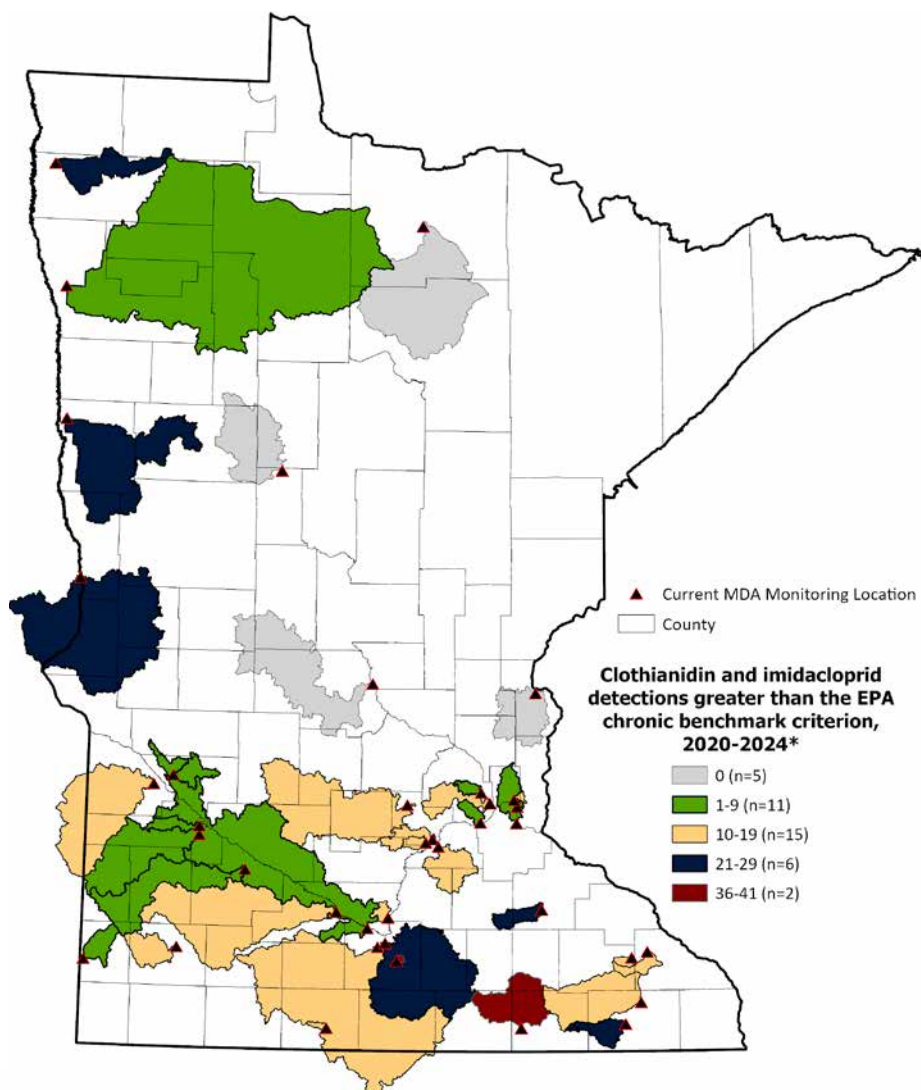 Current MDA Monitoring Location
County
Clothianidin and imidacloprid
detections greater than the EPA
chronic benchmark criterion,
2020-2024*
0 (n=5)
1-9 (n=11)
10-19 (n=15)
21-29 (n=6)
36-41 (n=2)